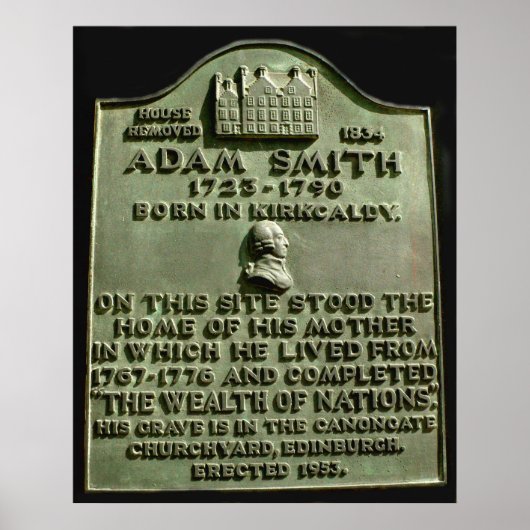 HOUSE
REMOVED 1834
ADAM SMITH
1723-1790
BORN IN KIRKCALDY.
ON THIS SITE STOOD THE
HOME OF HIS MOTHER
IN WHICH HE LIVED FROM
1767-1776 AND COMPLETED
"THE WEALTH OF NATIONS".
HIS GRAVE IS IN THE CANONGATE
CHURCHYARD, EDINBURGH.
ERECTED 1953.